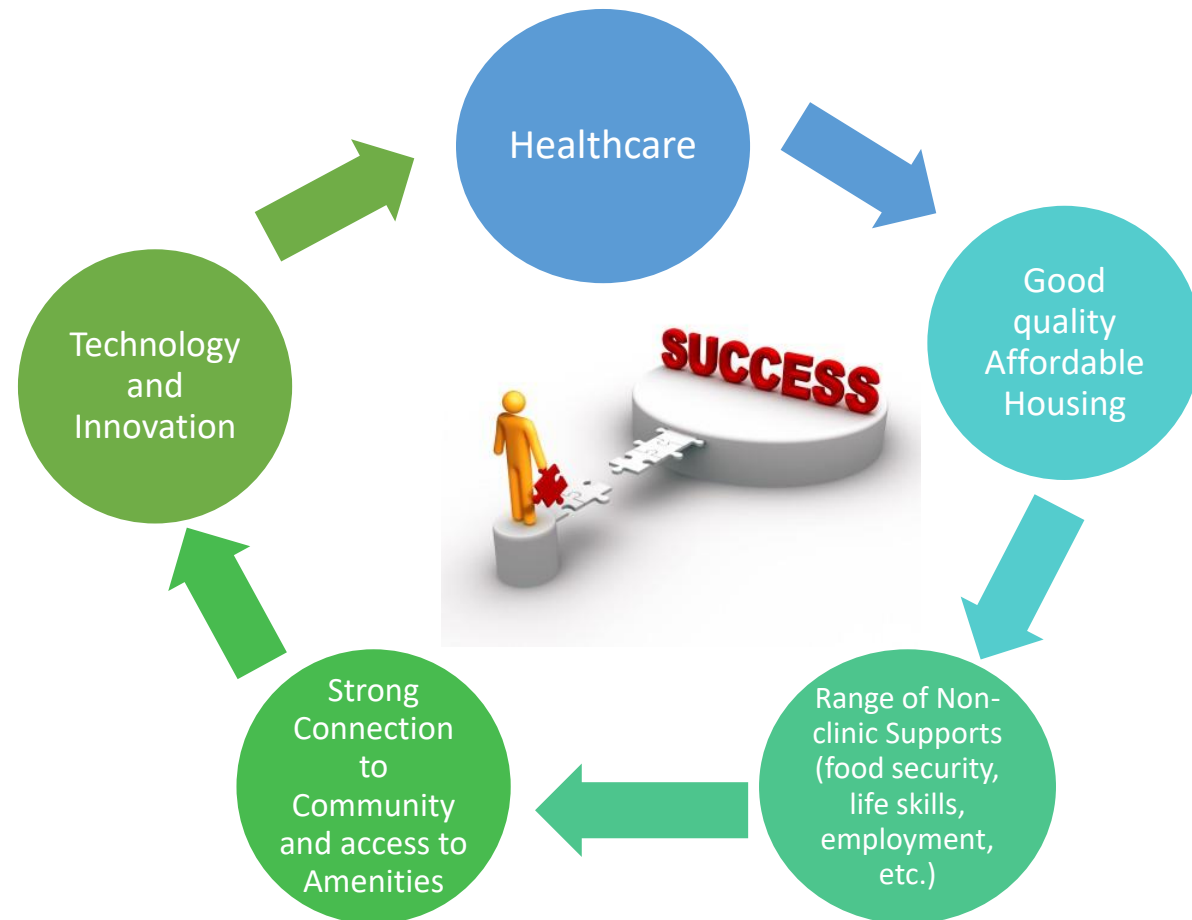 Healthcare
Good
quality
Affordable
Housing
Range of Non-
clinic Supports
(food security,
life skills,
employment,
etc.)
Strong
Connection
to
Community
and access to
Amenities
Technology
and
Innovation
SUCCESS